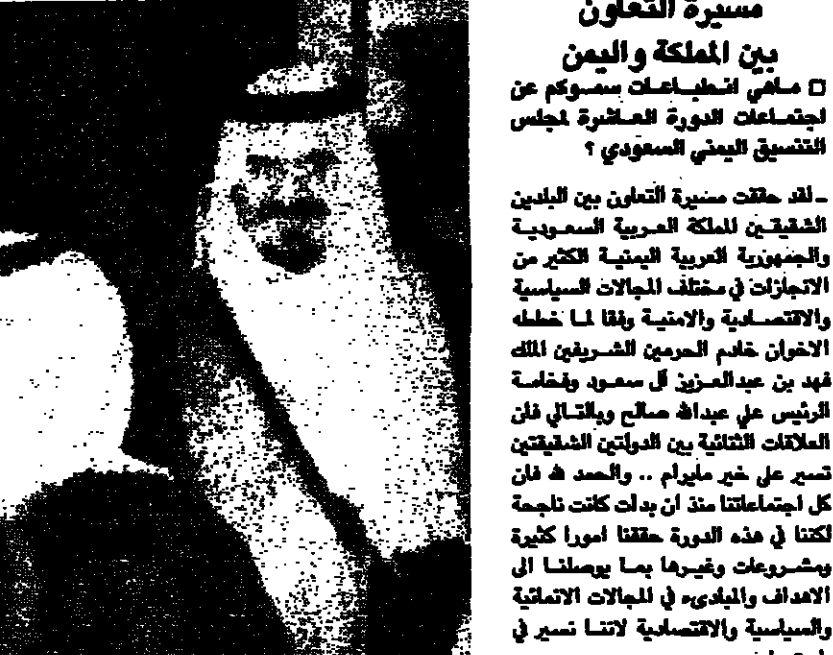 مسيرة التعاون
بين المملكة واليمن
□ ماهي انطباعات سموكم عن
اجتماعات الدورة العاشرة لمجلس
التنسيق اليمني السعودي ؟
ـ لقد حققت مسيرة التعاون بين البلدين
الشقيقين المملكة العربية السعودية
والجمهورية العربية اليمنية الكثير من
الانجازات في مختلف المجالات السياسية
والاقتصادية والامنية وفقا لما خططه
الاخوان خادم الحرمين الشريفين الملك
فهد بن عبدالعزيز آل سعود وفخامة
الرئيس علي عبدالله صالح وبالتالي فان
العلاقات الثنائية بين الدولتين الشقيقتين
تسير على خير مايرام .. والحمد لله فان
كل اجتماعاتنا منذ ان بدات كانت ناجحة
لكننا في هذه الدورة حققنا امورا كثيرة
ومشروعات وغيرها بما يوصلنا الى
الاهداف والمبادىء في المجالات الانمائية
والسياسية والاقتصادية لاننا نسير في